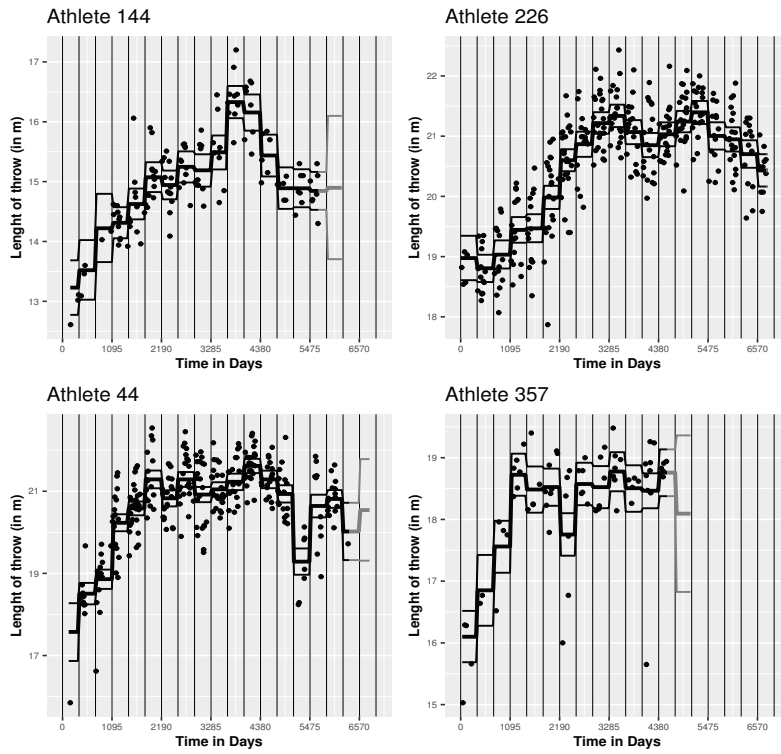 Athlete 144
Lenght of throw (in m)
17
16
15
14
13
0 1095 2190 3285 4380 5475 6570
Time in Days
Athlete 226
Lenght of throw (in m)
22
21
20
19
18
0 1095 2190 3285 4380 5475 6570
Time in Days
Athlete 44
Lenght of throw (in m)
21
19
17
0 1095 2190 3285 4380 5475 6570
Time in Days
Athlete 357
Lenght of throw (in m)
19
18
17
16
15
0 1095 2190 3285 4380 5475 6570
Time in Days